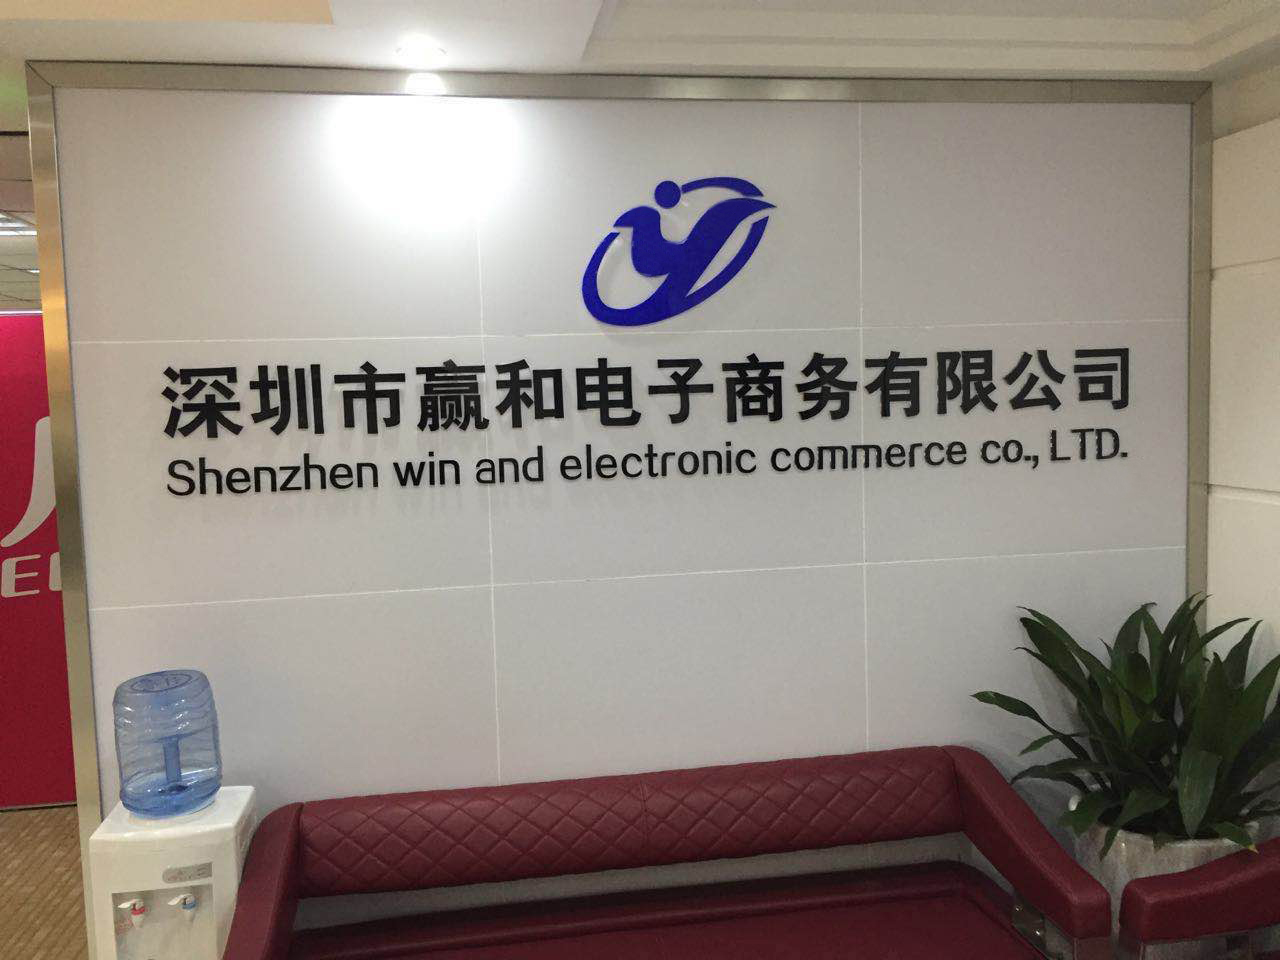 深圳市赢和电子商务有限公司
Shenzhen win and electronic commerce co., LTD.